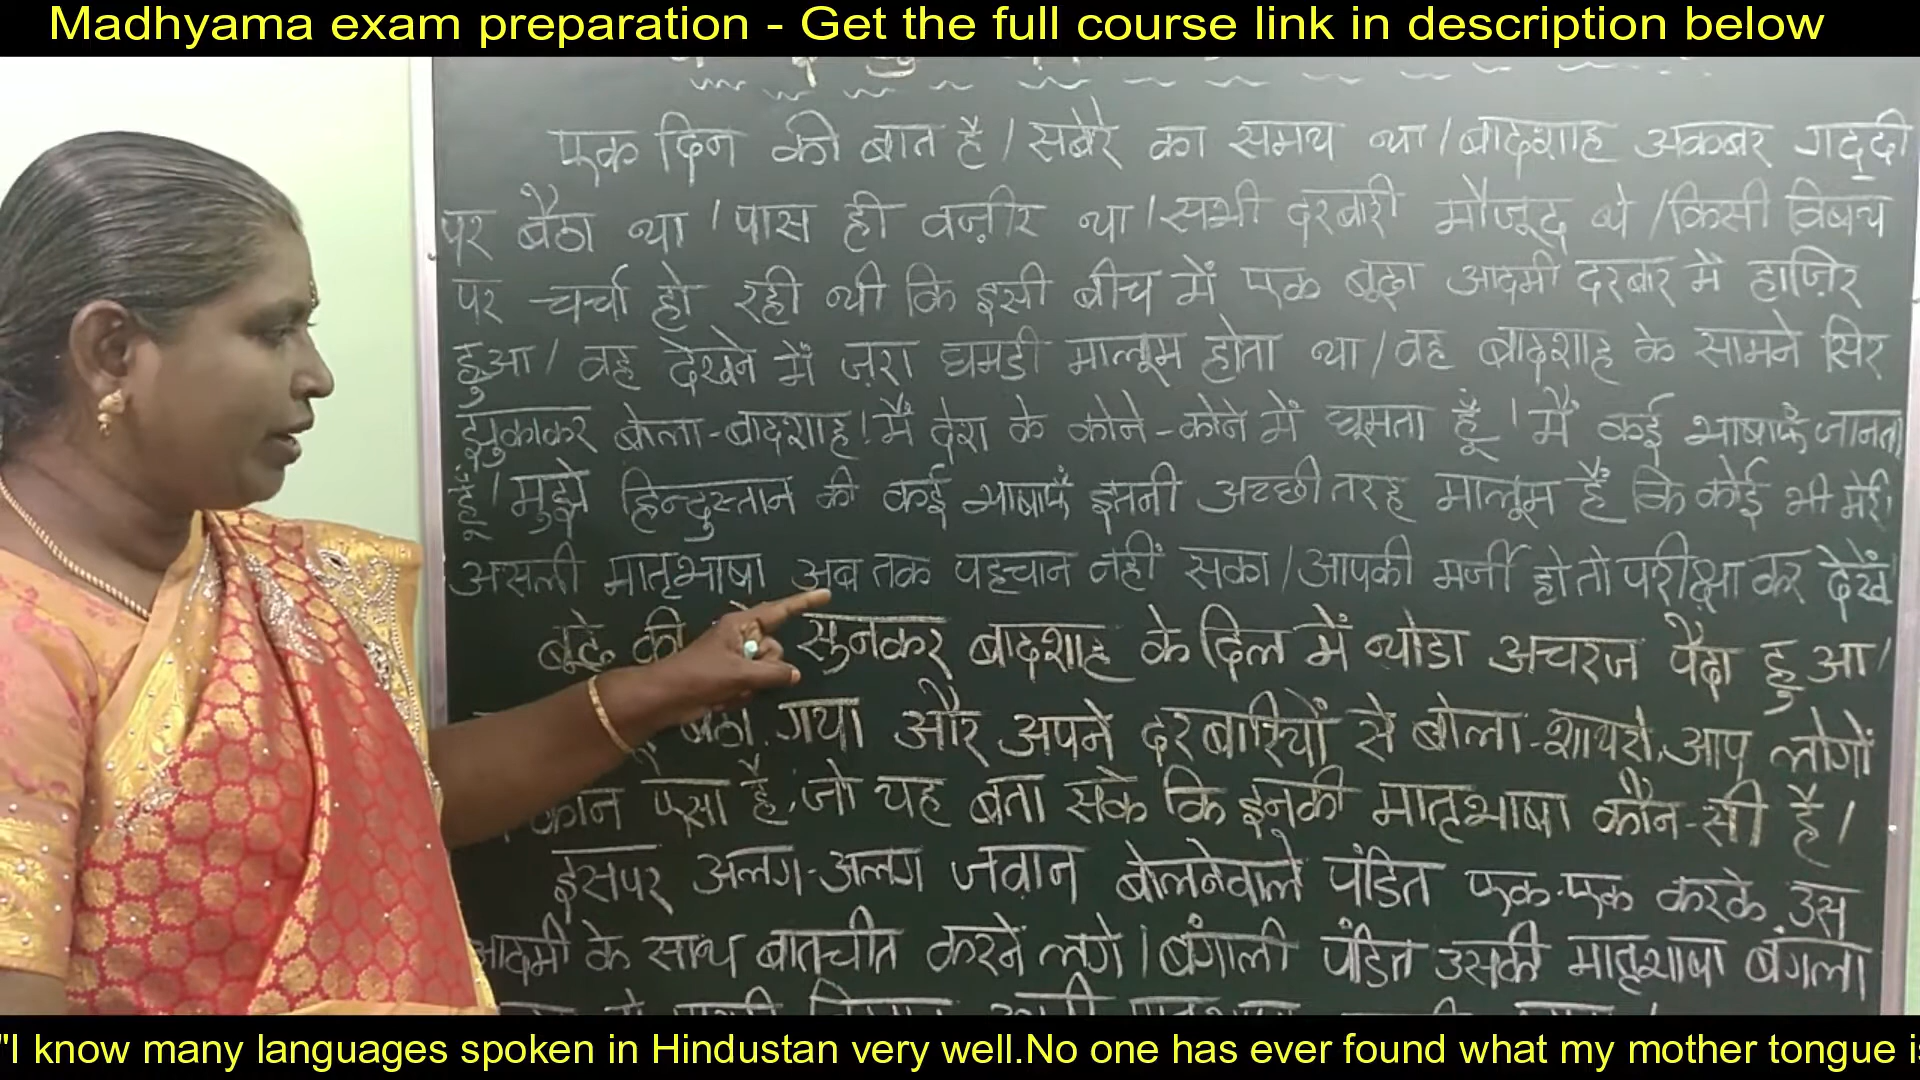 Madhyama exam preparation - Get the full course link in description below
एक दिन की बात है। सबेरे का समय था। बादशाह अकबर गद्दी
पर बैठा था। पास ही वज़ीर था। सभी दरबारी मौजूद थे। किसी विषय
पर चर्चा हो रही थी कि इसी बीच में एक बूढ़ा आदमी दरबार में हाज़िर
हुआ। वह देखने में ज़रा घमंडी मालूम होता था। वह बादशाह के सामने सिर
झुकाकर बोला-बादशाह! मैं देश के कोने-कोने में घूमता हूँ। मैं कई भाषाएँ जानता
हूँ। मुझे हिन्दुस्तान की कई भाषाएँ इतनी अच्छी तरह मालूम हैं कि कोई भी मेरी
असली मातृभाषा अब तक पहचान नहीं सका। आपकी मर्जी हो तो परीक्षा कर देखें
बूढ़े की सुनकर बादशाह के दिल में थोडा अचरज पैदा हुआ।
गया और अपने दरबारियों से बोला-शायरो, आप लोगों
कौन ऐसा है, जो यह बता सके कि इनकी मातृभाषा कौन-सी है।
इसपर अलग-अलग जवान बोलनेवाले पंडित एक-एक करके उस
आदमी के साथ बातचीत करने लगे। बंगाली पंडित उसकी मातृभाषा बंगला
"I know many languages spoken in Hindustan very well.No one has ever found what my mother tongue is